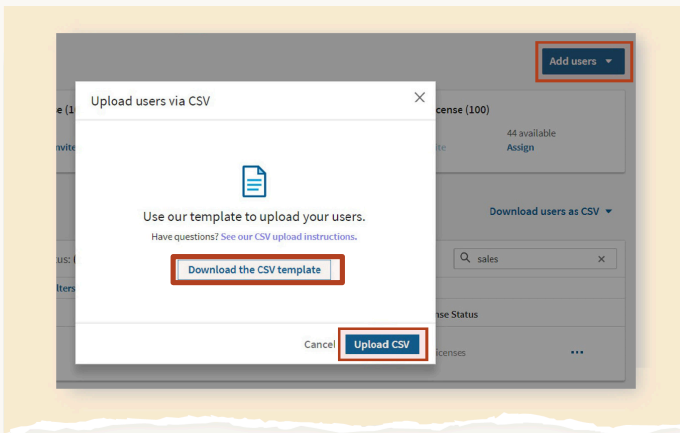 Add users
Upload users via CSV
cense (100)
44 available
Assign
Use our template to upload your users.
Have questions? See our CSV upload instructions.
Download the CSV template
Download users as CSV
sales
nse Status
Cancel
Upload CSV
icenses